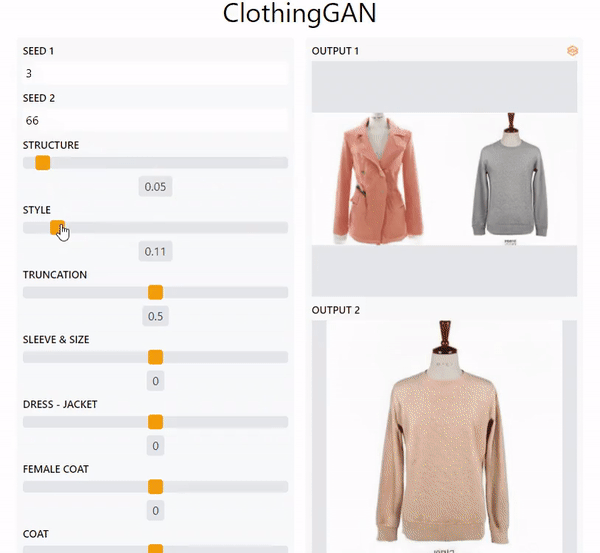 ClothingGAN
SEED 1
3
SEED 2
66
STRUCTURE
0.05
STYLE
0.11
TRUNCATION
0.5
SLEEVE & SIZE
0
DRESS - JACKET
0
FEMALE COAT
0
COAT
OUTPUT 1
OUTPUT 2